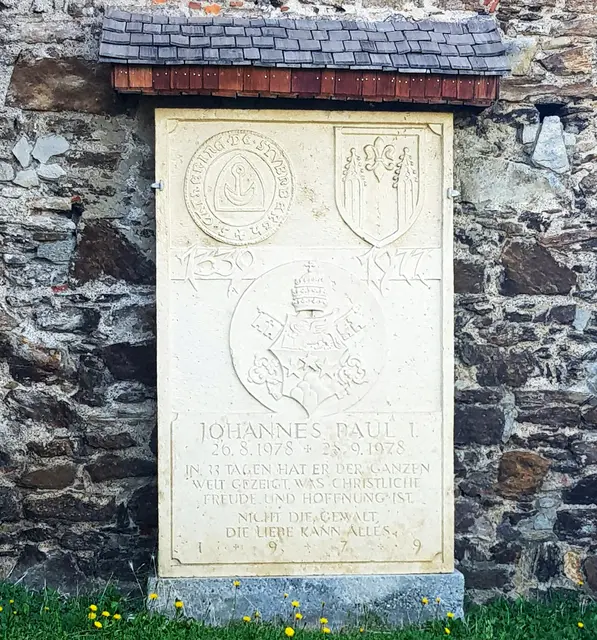 1339 1977
JOHANNES PAUL I.
26.8.1978 + 28.9.1978
IN 33 TAGEN HAT ER DER GANZEN
WELT GEZEIGT, WAS CHRISTLICHE
FREUDE UND HOFFNUNG IST.
NICHT DIE GEWALT,
DIE LIEBE KANN ALLES.
1 + 9 + 7 + 9